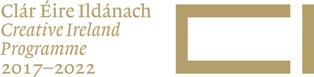 Clár Éire Ildánach
Creative Ireland
Programme
2017–2022